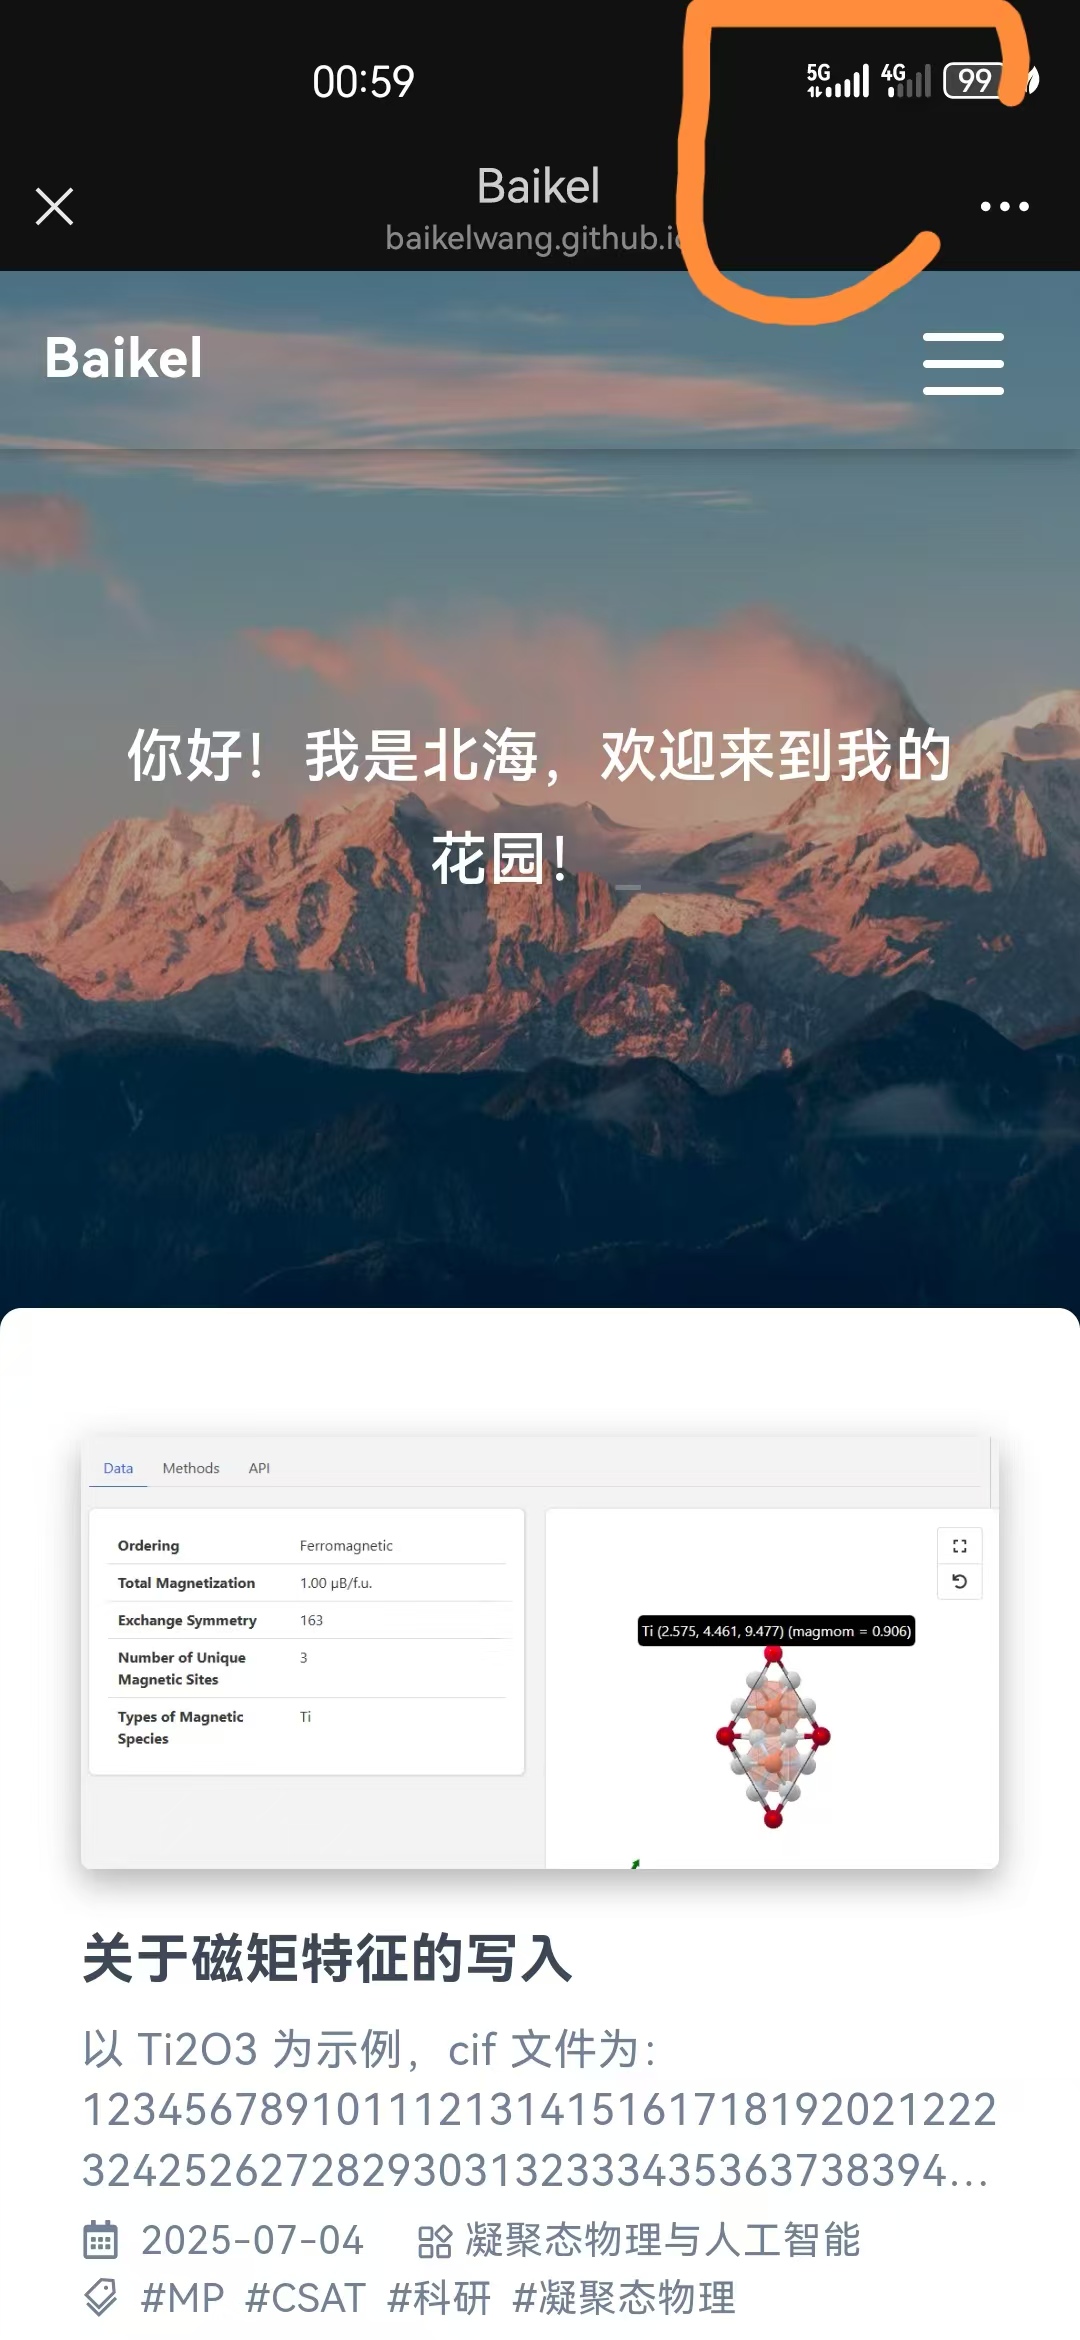 00:59
5G 4G 99
Baikel
baikelwang.github.io
Baikel
你好！我是北海，欢迎来到我的
花园！
Data Methods API
Ordering Ferromagnetic
Total Magnetization 1.00 μB/f.u.
Exchange Symmetry 163
Number of Unique 3
Magnetic Sites
Types of Magnetic Ti
Species
Ti (2.575, 4.461, 9.477) (magmom = 0.906)
关于磁矩特征的写入
以 Ti2O3 为示例，cif 文件为：
12345678910111213141516171819202122​2
324252627282930313233343536373839​4...
2025-07-04 凝聚态物理与人工智能
#MP #CSAT #科研 #凝聚态物理